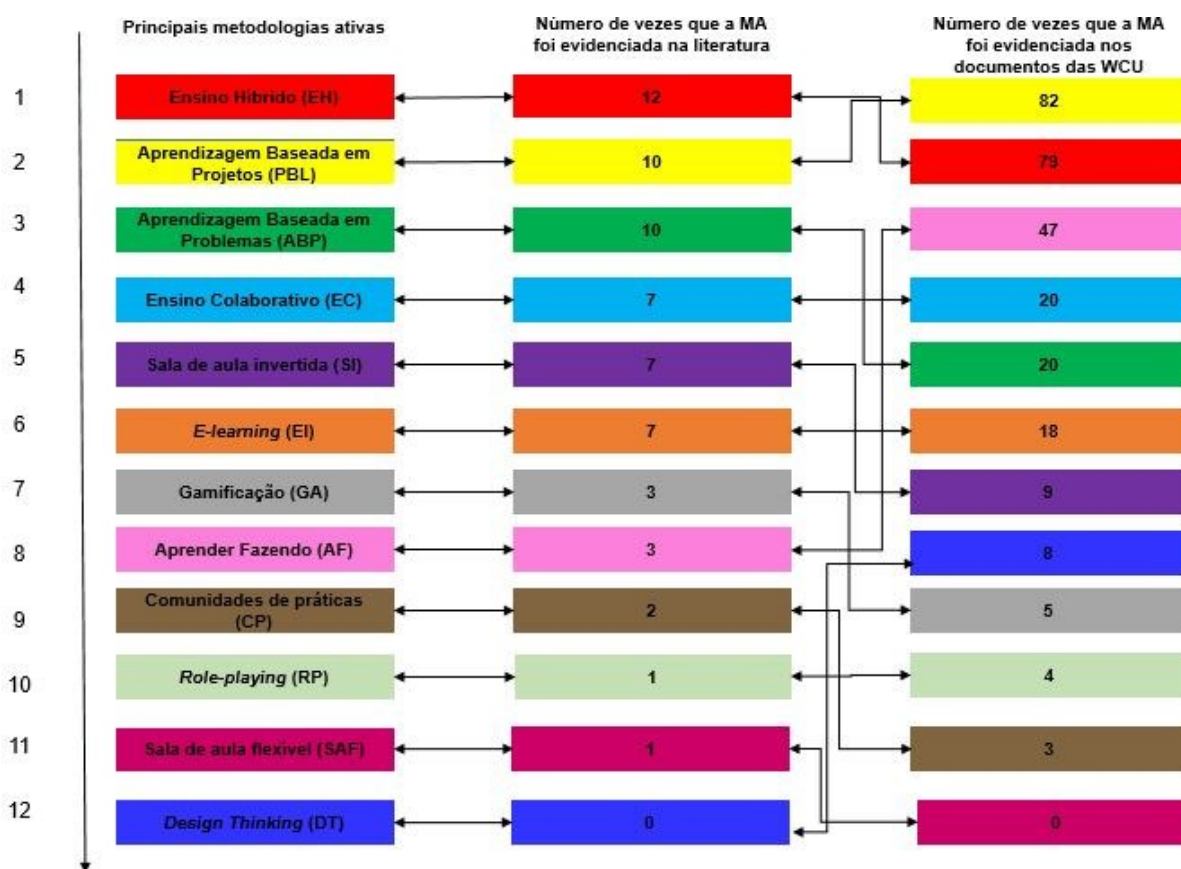 Principais metodologias ativas
Número de vezes que a MA
foi evidenciada na literatura
Número de vezes que a MA
foi evidenciada nos
documentos das WCU
1
Ensino Híbrido (EH)
12
82
2
Aprendizagem Baseada em
Projetos (PBL)
10
79
3
Aprendizagem Baseada em
Problemas (ABP)
10
47
4
Ensino Colaborativo (EC)
7
20
5
Sala de aula invertida (SI)
7
20
6
E-learning (EI)
7
18
7
Gamificação (GA)
3
9
8
Aprender Fazendo (AF)
3
8
9
Comunidades de práticas
(CP)
2
5
10
Role-playing (RP)
1
4
11
Sala de aula flexível (SAF)
1
3
12
Design Thinking (DT)
0
0